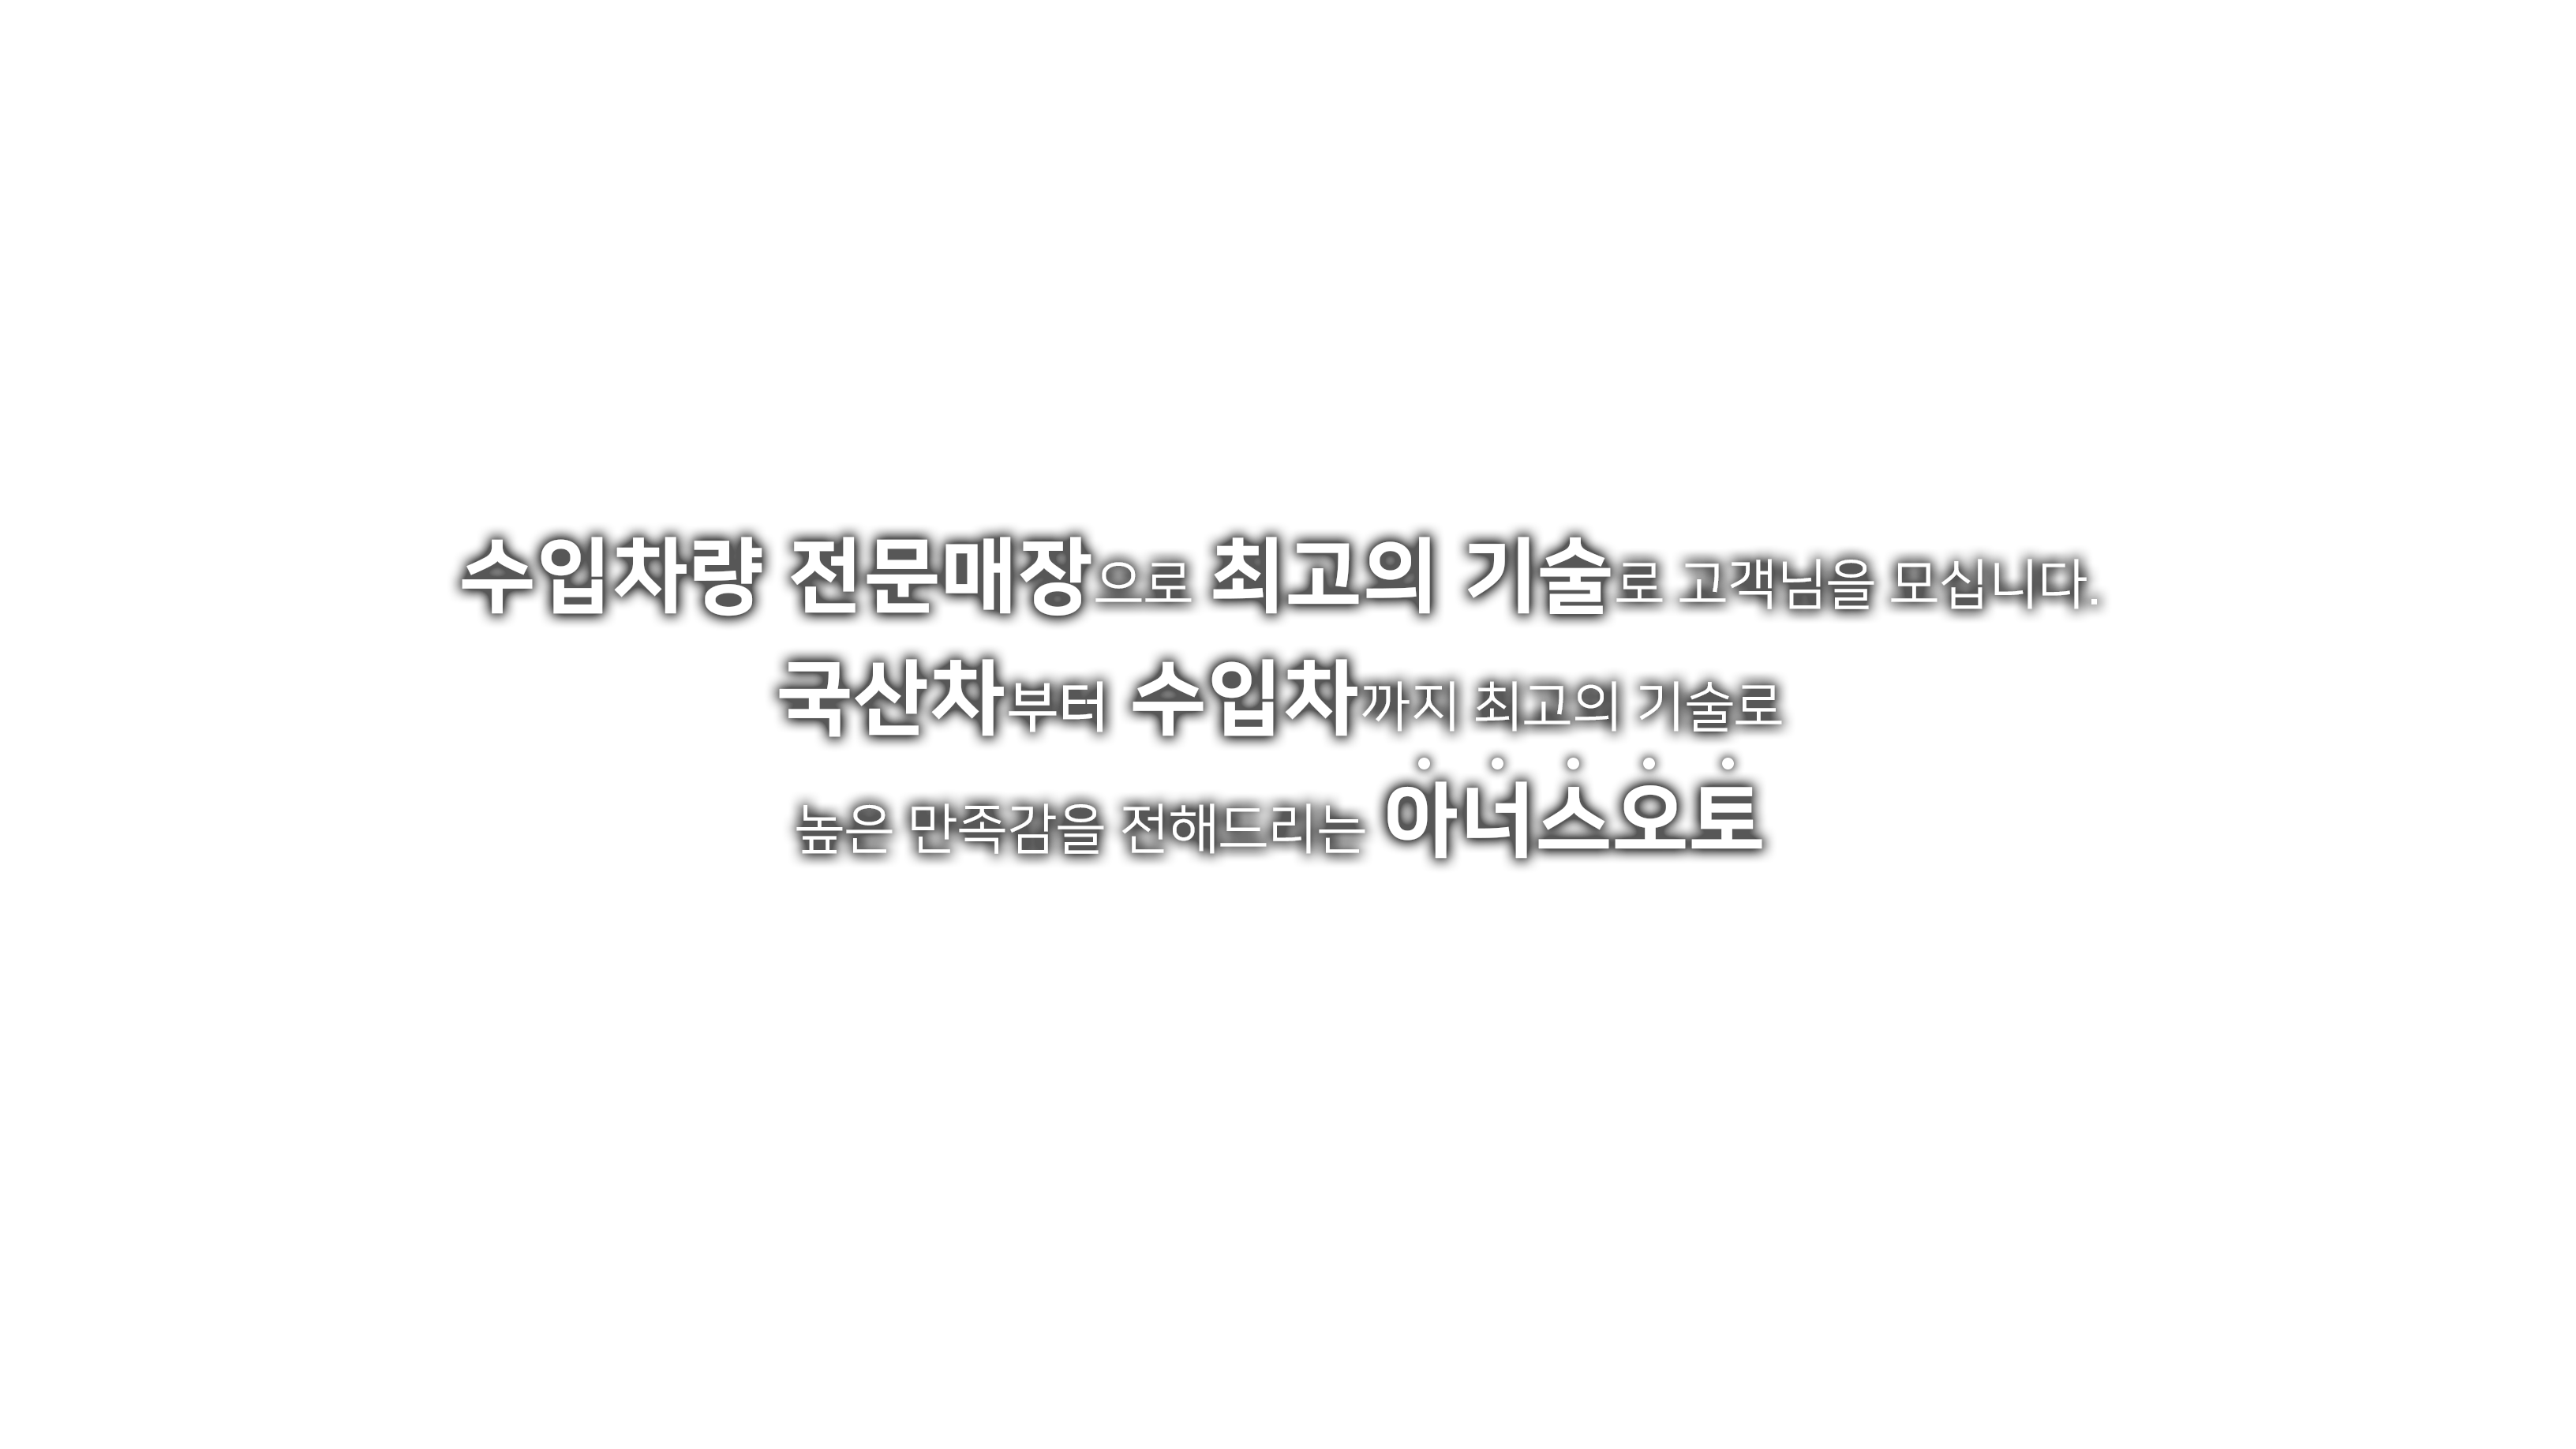 수입차량 전문매장으로 최고의 기술로 고객님을 모십니다.
국산차부터 수입차까지 최고의 기술로
높은 만족감을 전해드리는 아너스오토